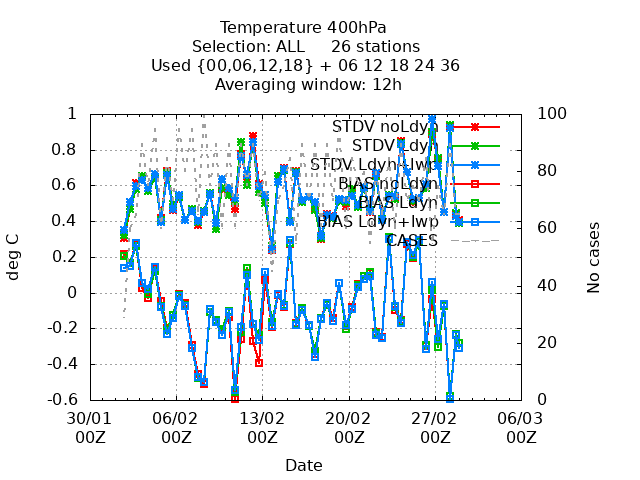 Temperature 400hPa
Selection: ALL 26 stations
Used {00,06,12,18} + 06 12 18 24 36
Averaging window: 12h
deg C
1
0.8
0.6
0.4
0.2
0
-0.2
-0.4
-0.6
STDV noLdyn
STDV Ldyn
STDV Ldyn+lwp
BIAS noLdyn
BIAS Ldyn
BIAS Ldyn+lwp
CASES
100
80
60
40
20
0
No cases
30/01 06/02 13/02 20/02 27/02 06/03
00Z 00Z 00Z 00Z 00Z 00Z
Date